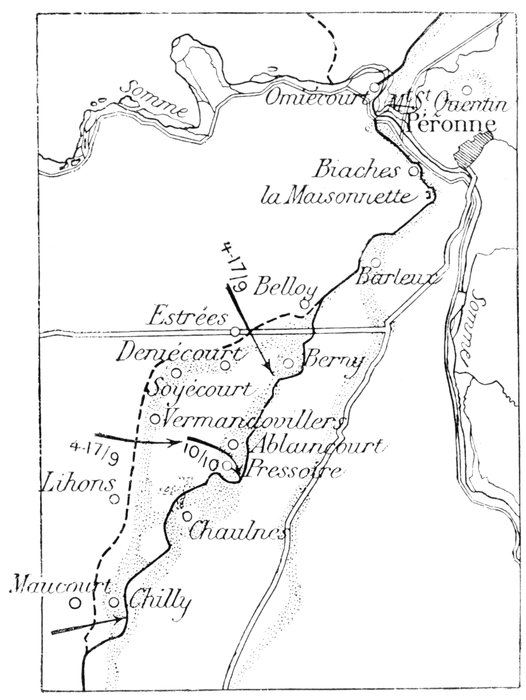 Somme
Omiécourt
Mt St Quentin
Péronne
Biaches
la Maisonnette
4-17/9
Belloy
Barleux
Estrées
Somme
Deniécourt
Berny
Soyécourt
Vermandovillers
4-17/9
10/10
Ablaincourt
Pressoire
Lihons
Chaulnes
Maucourt
Chilly